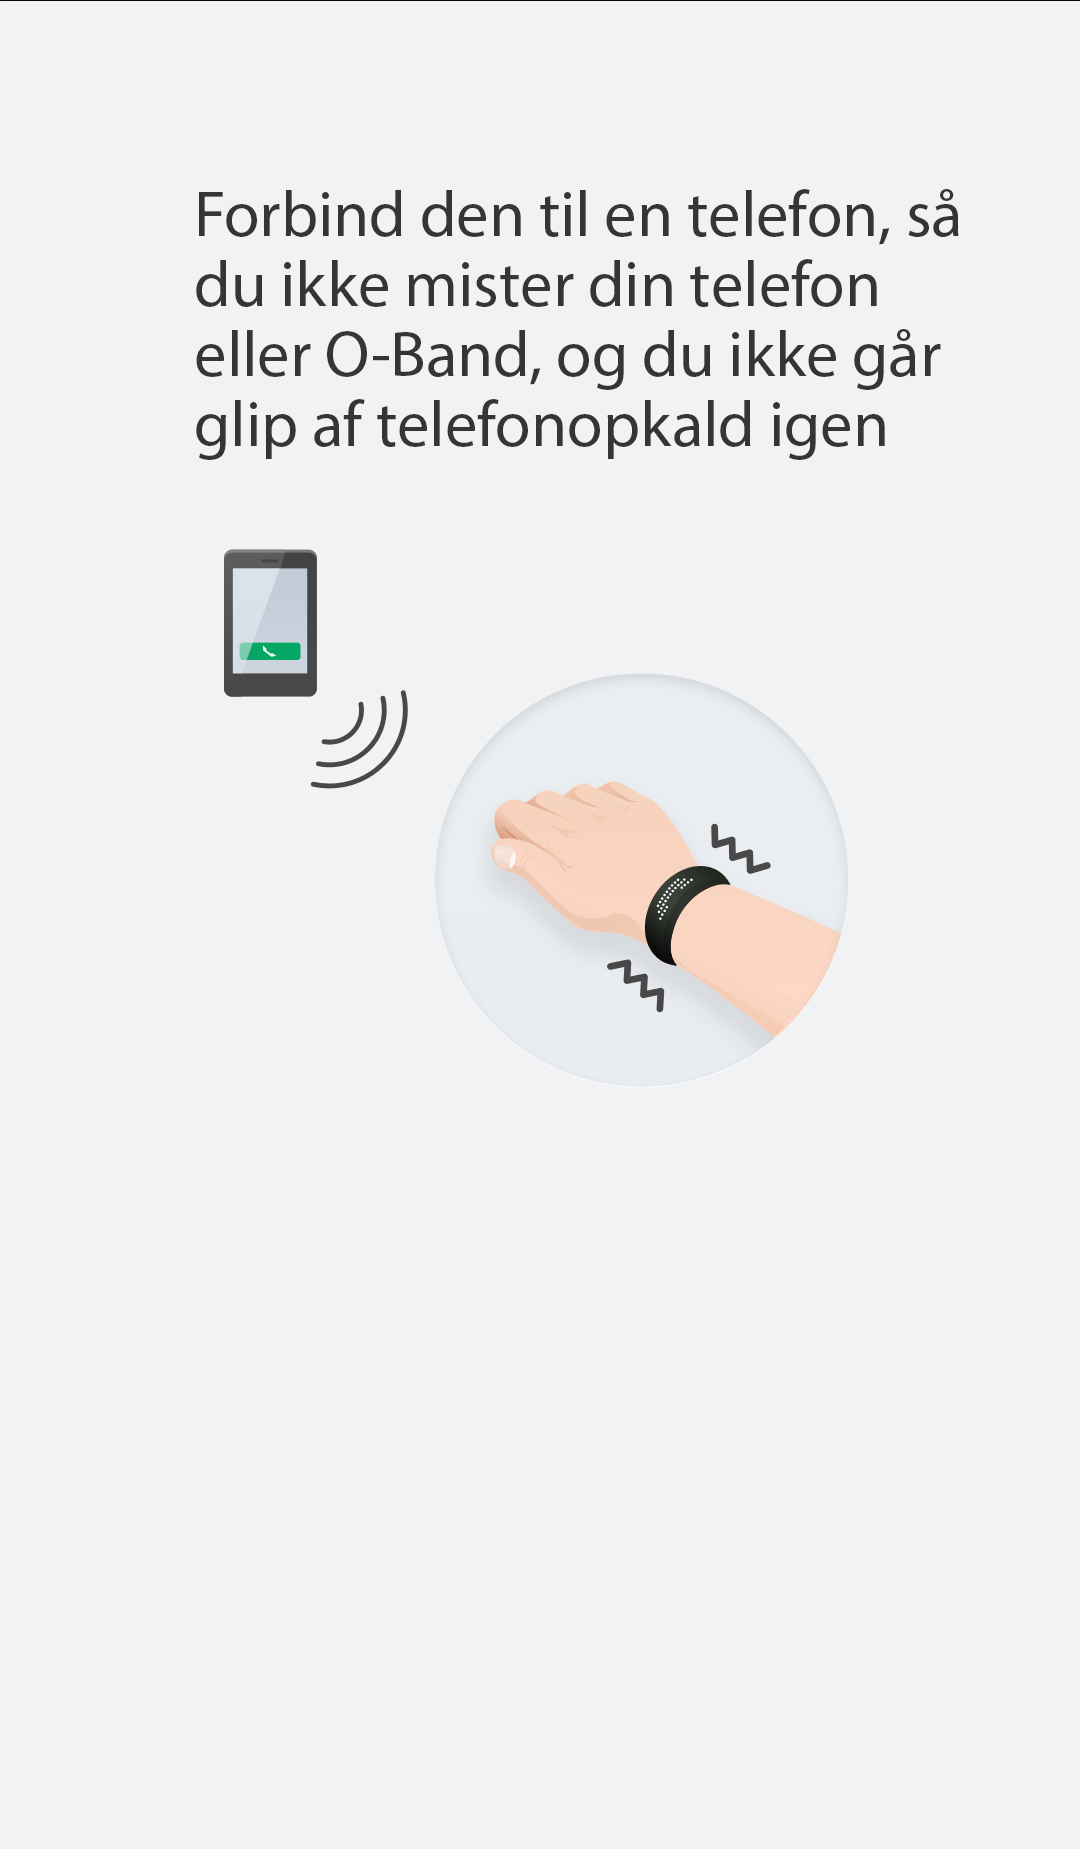 Forbind den til en telefon, så
du ikke mister din telefon
eller O-Band, og du ikke går
glip af telefonopkald igen